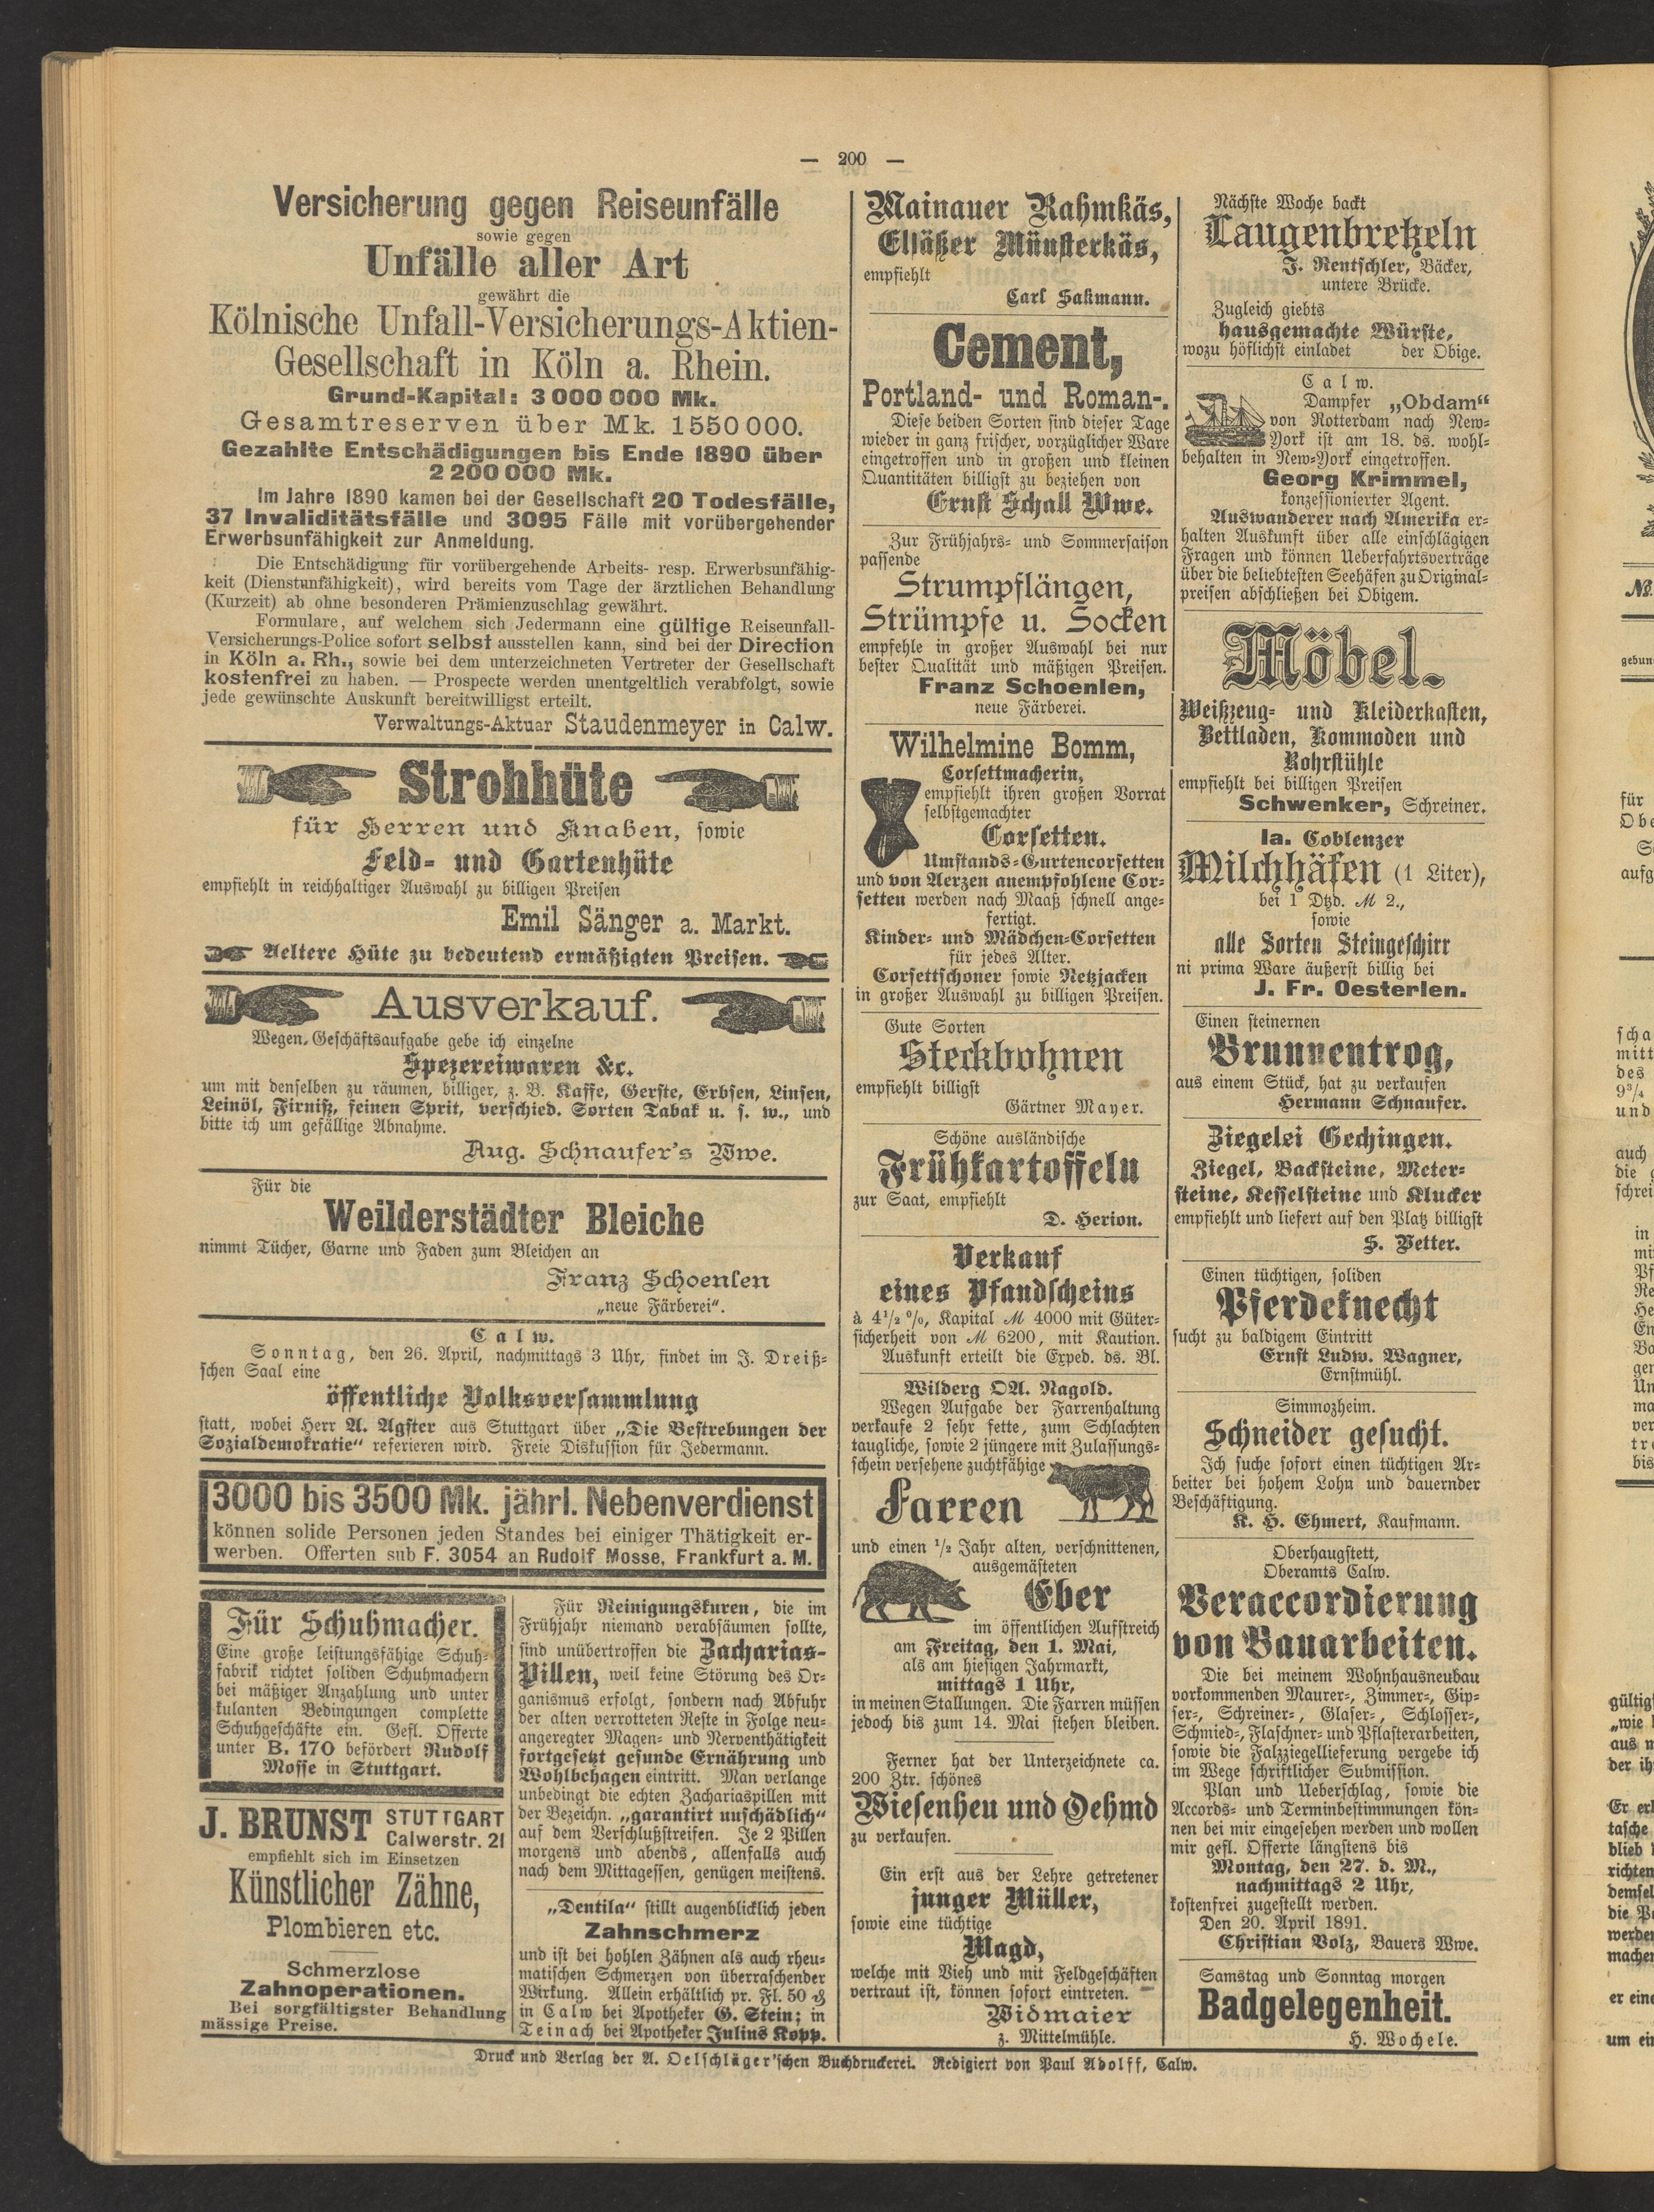 — 200 —
Versicherung gegen Reiseunfälle
sowie gegen
Unfälle aller Art
gewährt die
Kölnische Unfall-Versicherungs-Aktien-
Gesellschaft in Köln a. Rhein.
Grund-Kapital: 3 000 000 Mk.
Gesamtreserven über Mk. 1550 000.
Gezahlte Entschädigungen bis Ende 1890 über
2 200 000 Mk.
Im Jahre 1890 kamen bei der Gesellschaft 20 Todesfälle,
37 Invaliditätsfälle und 3095 Fälle mit vorübergehender
Erwerbsunfähigkeit zur Anmeldung.
Die Entschädigung für vorübergehende Arbeits- resp. Erwerbsunfähig-
keit (Dienstunfähigkeit), wird bereits vom Tage der ärztlichen Behandlung
(Kurzeit) ab ohne besonderen Prämienzuschlag gewährt.
Formulare, auf welchem sich Jedermann eine gültige Reiseunfall-
Versicherungs-Police sofort selbst ausstellen kann, sind bei der Direction
in Köln a. Rh., sowie bei dem unterzeichneten Vertreter der Gesellschaft
kostenfrei zu haben. — Prospecte werden unentgeltlich verabfolgt, sowie
jede gewünschte Auskunft bereitwilligst erteilt.
Verwaltungs-Aktuar Staudenmeyer in Calw.
Strohhüte
für Herren und Knaben, sowie
Feld- und Gartenhüte
empfiehlt in reichhaltiger Auswahl zu billigen Preisen
Emil Sänger a. Markt.
Aeltere Hüte zu bedeutend ermäßigten Preisen.
Ausverkauf.
Wegen Geschäftsaufgabe gebe ich einzelne
Spezereiwaren &c.
um mit denselben zu räumen, billiger, z. B. Kaffe, Gerste, Erbsen, Linsen,
Leinöl, Firniß, feinen Sprit, verschied. Sorten Tabak u. s. w., und
bitte ich um gefällige Abnahme.
Aug. Schnaufer's Wwe.
Für die
Weilderstädter Bleiche
nimmt Tücher, Garne und Faden zum Bleichen an
Franz Schoenlen
„neue Färberei“.
Calw.
Sonntag, den 26. April, nachmittags 3 Uhr, findet im J. Dreiß-
schen Saal eine
öffentliche Volksversammlung
statt, wobei Herr A. Agster aus Stuttgart über „Die Bestrebungen der
Sozialdemokratie“ referieren wird. Freie Diskussion für Jedermann.
3000 bis 3500 Mk. jährl. Nebenverdienst
können solide Personen jeden Standes bei einiger Thätigkeit er-
werben. Offerten sub F. 3054 an Rudolf Mosse, Frankfurt a. M.
Für Schuhmacher.
Eine große leistungsfähige Schuh-
fabrik richtet soliden Schuhmachern
bei mäßiger Anzahlung und unter
kulanten Bedingungen complette
Schuhgeschäfte ein. Gefl. Offerte
unter B. 170 befördert Rudolf
Mosse in Stuttgart.
J. BRUNST STUTTGART
Calwerstr. 21
empfiehlt sich im Einsetzen
Künstlicher Zähne,
Plombieren etc.
Schmerzlose
Zahnoperationen.
Bei sorgfältigster Behandlung
mässige Preise.
Für Reinigungskuren, die im
Frühjahr niemand verabsäumen sollte,
sind unübertroffen die Zacharias-
Pillen, weil keine Störung des Or-
ganismus erfolgt, sondern nach Abfuhr
der alten verrotteten Reste in Folge neu-
angeregter Magen- und Nerventhätigkeit
fortgesetzt gesunde Ernährung und
Wohlbehagen eintritt. Man verlange
unbedingt die echten Zachariaspillen mit
der Bezeichn. „garantirt unschädlich“
auf dem Verschlußstreifen. Je 2 Pillen
morgens und abends, allenfalls auch
nach dem Mittagessen, genügen meistens.
„Dentila“ stillt augenblicklich jeden
Zahnschmerz
und ist bei hohlen Zähnen als auch rheu-
matischen Schmerzen von überraschender
Wirkung. Allein erhältlich pr. Fl. 50 ₰
in Calw bei Apotheker G. Stein; in
Teinach bei Apotheker Julius Kopp.
Mainauer Rahmkäs,
Elsäßer Münsterkäs,
empfiehlt
Carl Sakmann.
Cement,
Portland- und Roman-.
Diese beiden Sorten sind dieser Tage
wieder in ganz frischer, vorzüglicher Ware
eingetroffen und in großen und kleinen
Quantitäten billigst zu beziehen von
Ernst Schall Wwe.
Zur Frühjahrs- und Sommersaison
passende
Strumpflängen,
Strümpfe u. Socken
empfehle in großer Auswahl bei nur
bester Qualität und mäßigen Preisen.
Franz Schoenlen,
neue Färberei.
Wilhelmine Bomm,
Corsettmacherin,
empfiehlt ihren großen Vorrat
selbstgemachter
Corsetten.
Umstands-Gurtencorsetten
und von Aerzen anempfohlene Cor-
setten werden nach Maaß schnell ange-
fertigt.
Kinder- und Mädchen-Corsetten
für jedes Alter.
Corsettschoner sowie Netzjacken
in großer Auswahl zu billigen Preisen.
Gute Sorten
Steckbohnen
empfiehlt billigst
Gärtner Mayer.
Schöne ausländische
Frühkartoffeln
zur Saat, empfiehlt
D. Herion.
Verkauf
eines Pfandscheins
à 4½ %, Kapital ℳ 4000 mit Güter-
sicherheit von ℳ 6200, mit Kaution.
Auskunft erteilt die Exped. ds. Bl.
Wilderg OA. Nagold.
Wegen Aufgabe der Farrenhaltung
verkaufe 2 sehr fette, zum Schlachten
taugliche, sowie 2 jüngere mit Zulassungs-
schein versehene zuchtfähige
Farren
und einen ½ Jahr alten, verschnittenen,
ausgemästeten
Eber
im öffentlichen Aufstreich
am Freitag, den 1. Mai,
als am hiesigen Jahrmarkt,
mittags 1 Uhr,
in meinen Stallungen. Die Farren müssen
jedoch bis zum 14. Mai stehen bleiben.
Ferner hat der Unterzeichnete ca.
200 Ztr. schönes
Wiesenheu und Oehmd
zu verkaufen.
Ein erst aus der Lehre getretener
junger Müller,
sowie eine tüchtige
Magd,
welche mit Vieh und mit Feldgeschäften
vertraut ist, können sofort eintreten.
Widmaier
z. Mittelmühle.
Nächste Woche backt
Laugenbretzeln
J. Rentschler, Bäcker,
untere Brücke.
Zugleich giebts
hausgemachte Würste,
wozu höflichst einladet der Obige.
Calw.
Dampfer „Obdam“
von Rotterdam nach New-
York ist am 18. ds. wohl-
behalten in New-York eingetroffen.
Georg Krimmel,
konzessionierter Agent.
Auswanderer nach Amerika er-
halten Auskunft über alle einschlägigen
Fragen und können Ueberfahrtsverträge
über die beliebtesten Seehäfen zu Original-
preisen abschließen bei Obigem.
Möbel.
Weißzeug- und Kleiderkasten,
Bettladen, Kommoden und
Rohrstühle
empfiehlt bei billigen Preisen
Schwenker, Schreiner.
Ia. Coblenzer
Milchhäfen (1 Liter),
bei 1 Dtzd. ℳ 2.,
sowie
alle Sorten Steingeschirr
ni prima Ware äußerst billig bei
J. Fr. Oesterlen.
Einen steinernen
Brunnentrog,
aus einem Stück, hat zu verkaufen
Hermann Schnaufer.
Ziegelei Gechingen.
Ziegel, Backsteine, Meter-
steine, Kesselsteine und Klucker
empfiehlt und liefert auf den Platz billigst
S. Vetter.
Einen tüchtigen, soliden
Pferdeknecht
sucht zu baldigem Eintritt
Ernst Ludw. Wagner,
Ernstmühl.
Simmozheim.
Schneider gesucht.
Ich suche sofort einen tüchtigen Ar-
beiter bei hohem Lohn und dauernder
Beschäftigung.
K. H. Ehmert, Kaufmann.
Oberhaugstett,
Oberamts Calw.
Veraccordierung
von Bauarbeiten.
Die bei meinem Wohnhausneubau
vorkommenden Maurer-, Zimmer-, Gip-
ser-, Schreiner-, Glaser-, Schlosser-,
Schmied-, Flaschner- und Pflasterarbeiten,
sowie die Falzziegellieferung vergebe ich
im Wege schriftlicher Submission.
Plan und Ueberschlag, sowie die
Accords- und Terminbestimmungen kön-
nen bei mir eingesehen werden und wollen
mir gefl. Offerte längstens bis
Montag, den 27. d. M.,
nachmittags 2 Uhr,
kostenfrei zugestellt werden.
Den 20. April 1891.
Christian Volz, Bauers Wwe.
Samstag und Sonntag morgen
Badgelegenheit.
H. Wochele.
Druck und Verlag der A. Oelschläger'schen Buchdruckerei. Redigiert von Paul Adolff, Calw.